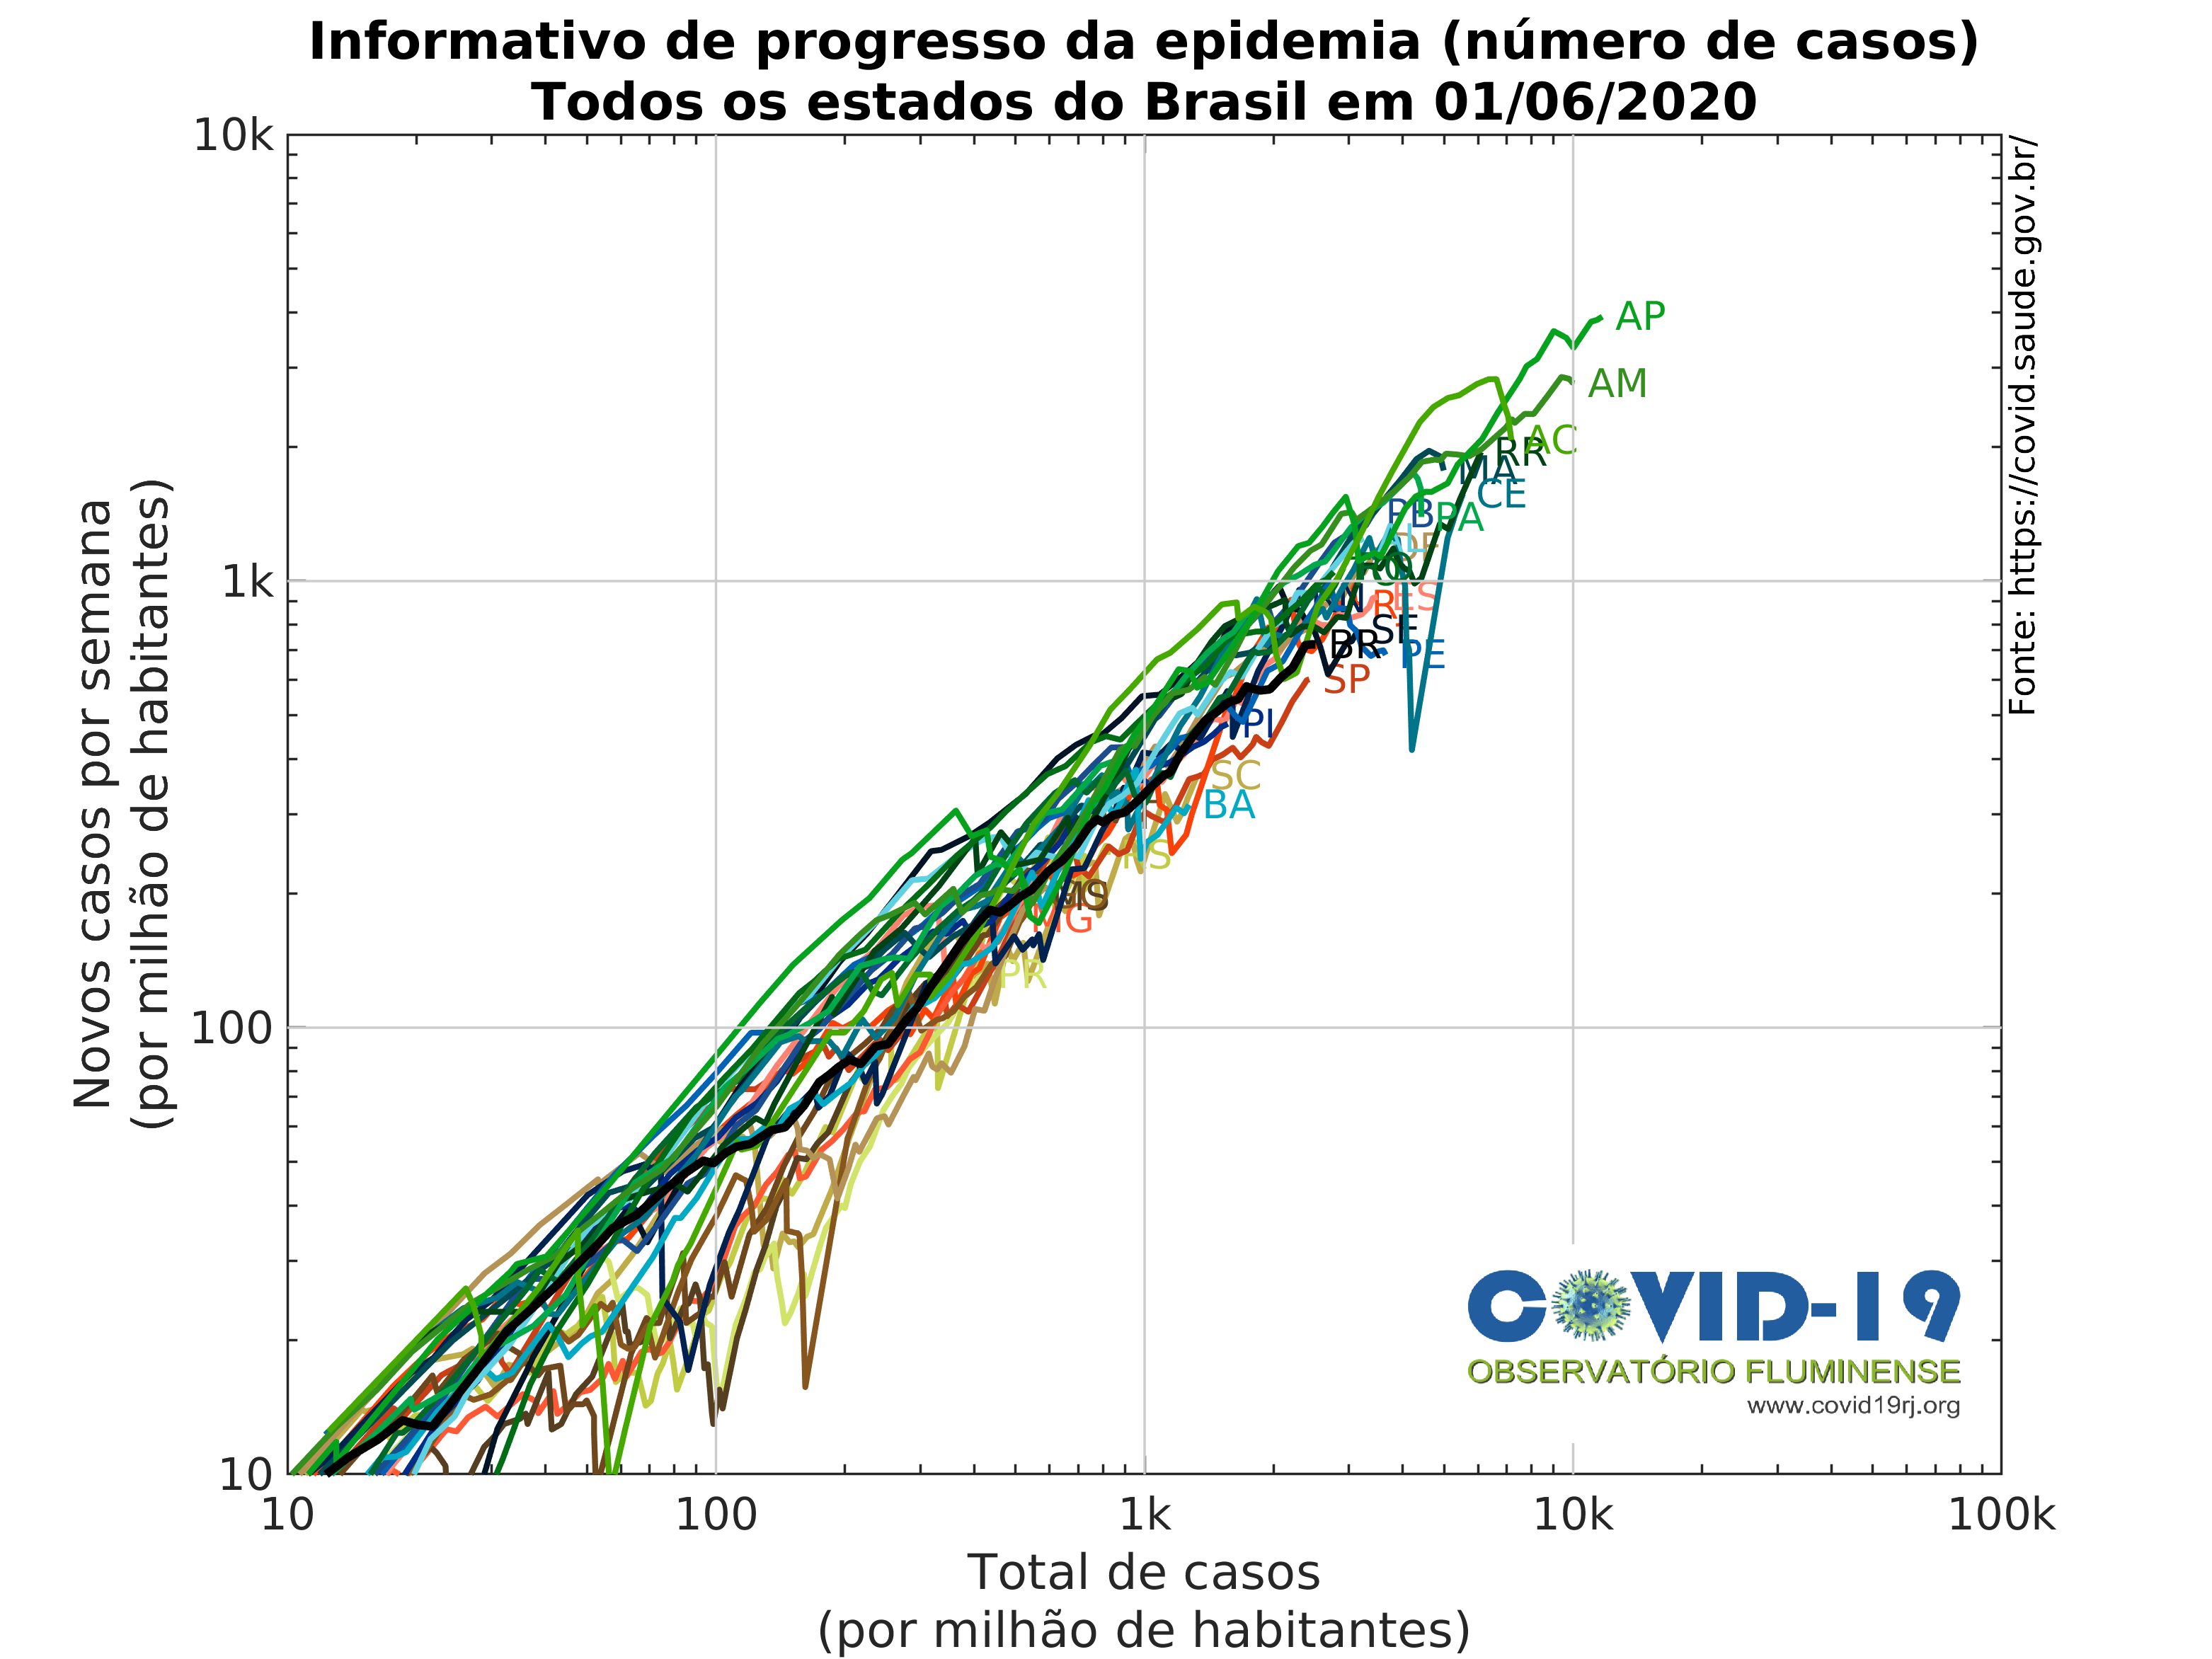 Informativo de progresso da epidemia (número de casos)
Todos os estados do Brasil em 01/06/2020
10k
1k
100
10
Novos casos por semana
(por milhão de habitantes)
10
100
1k
10k
100k
Total de casos
(por milhão de habitantes)
Fonte: https://covid.saude.gov.br/
AP
AM
AC
RR
MA
CE
PB
PA
DF
ES
SE
BR
PE
SP
PI
SC
BA
MG
PR
COVID-19
OBSERVATÓRIO FLUMINENSE
www.covid19rj.org